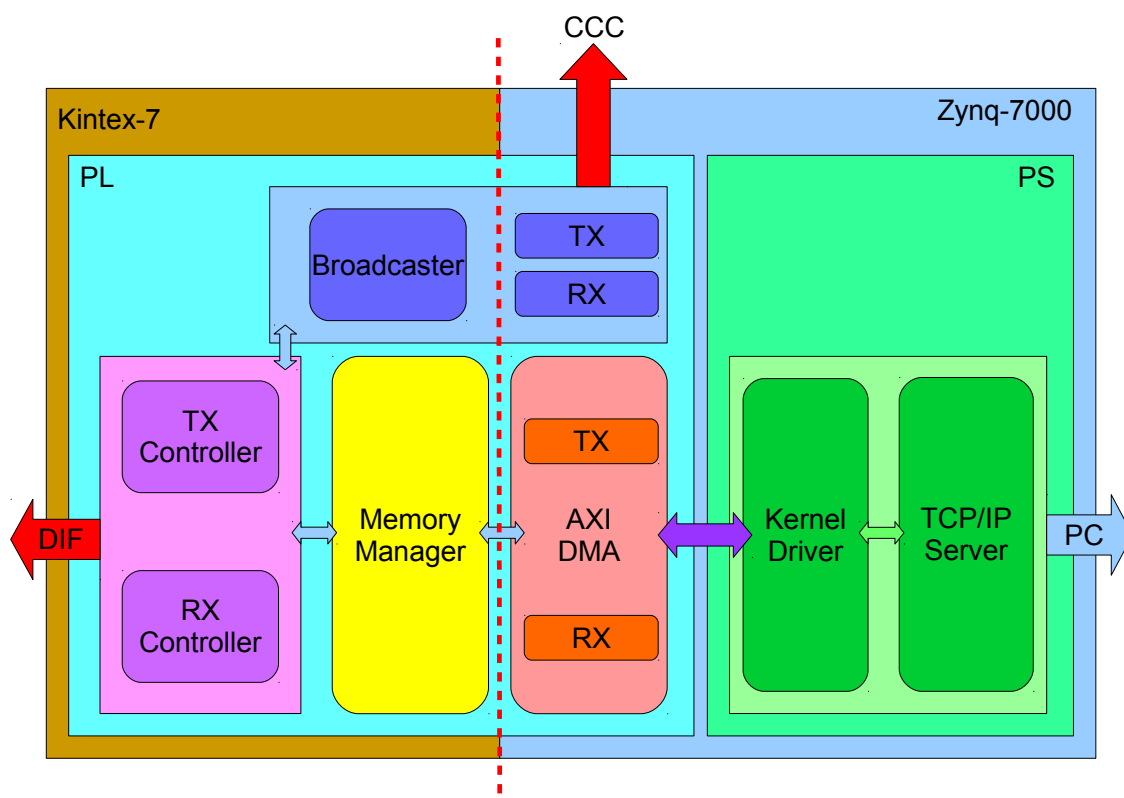 CCC
Kintex-7
Zynq-7000
PL
PS
Broadcaster
TX
RX
TX
Controller
RX
Controller
DIF
Memory
Manager
TX
AXI
DMA
RX
Kernel
Driver
TCP/IP
Server
PC